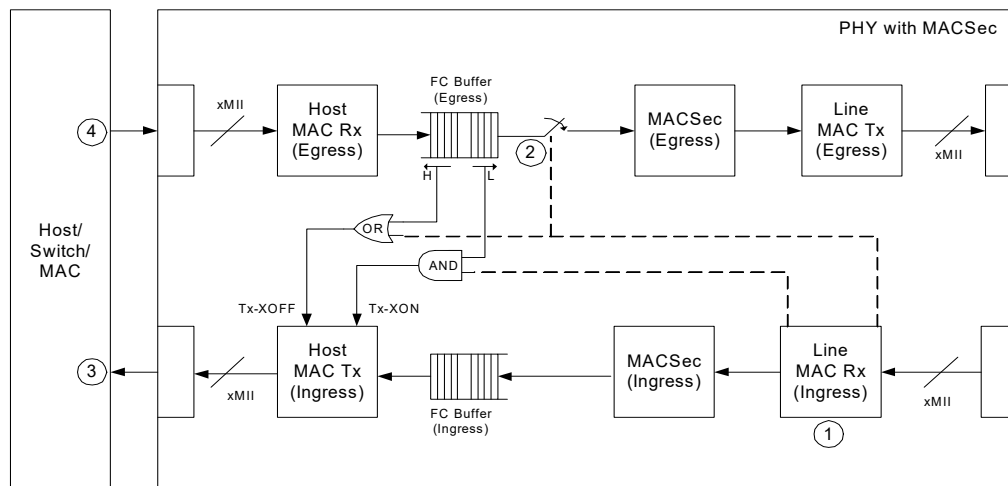 PHY with MACSec
FC Buffer
(Egress)
xMII
Host
MAC Rx
(Egress)
MACSec
(Egress)
Line
MAC Tx
(Egress)
xMII
4
2
H
L
OR
AND
Host/
Switch/
MAC
Tx-XOFF
Tx-XON
3
xMII
Host
MAC Tx
(Ingress)
FC Buffer
(Ingress)
MACSec
(Ingress)
Line
MAC Rx
(Ingress)
xMII
1